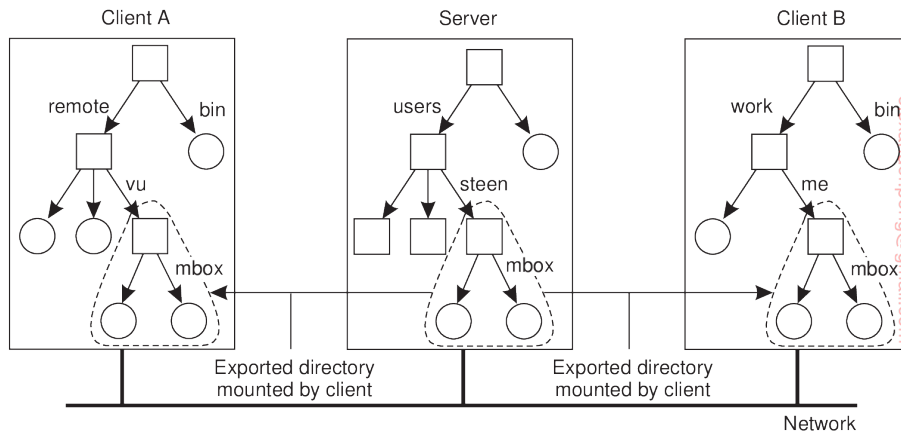 Client A
Server
Client B
remote
bin
users
work
bin
vu
steen
me
mbox
mbox
mbox
Exported directory
mounted by client
Exported directory
mounted by client
Network